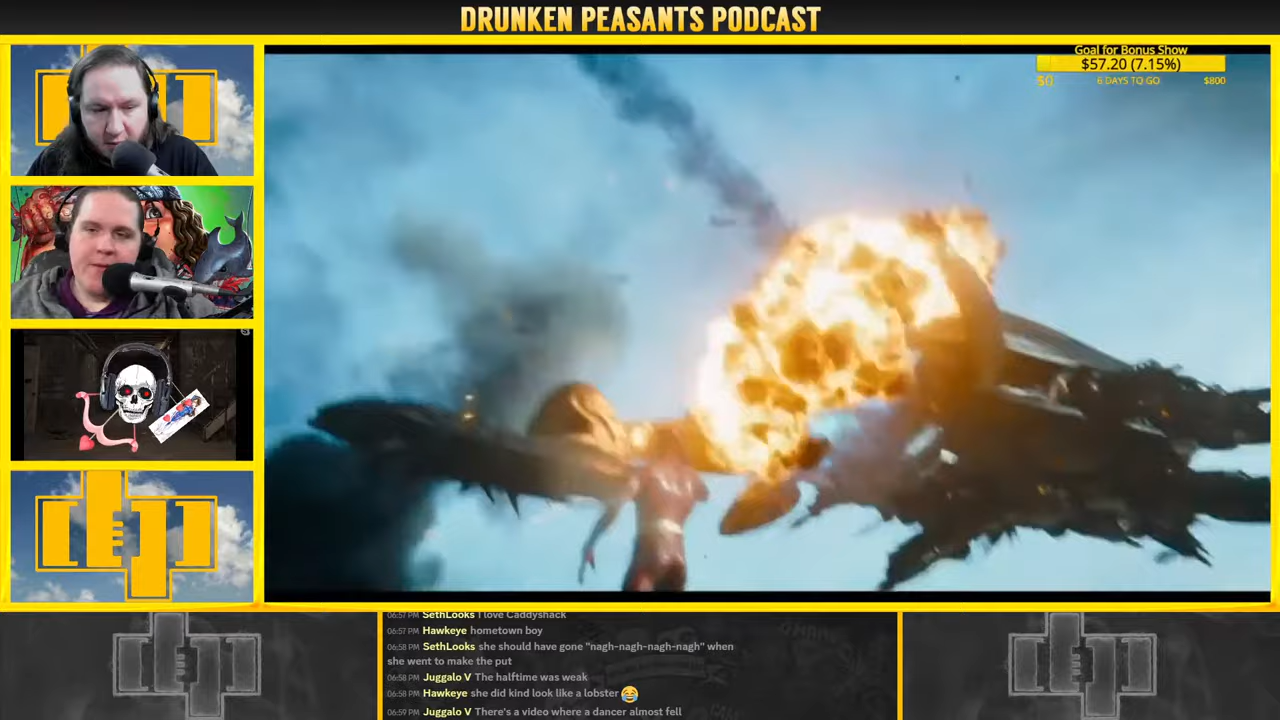 DRUNKEN PEASANTS PODCAST
Goal for Bonus Show
$57.20 (7.15%)
$0
6 DAYS TO GO
$800
06:57 PM SethLooks I love Caddyshack
06:57 PM Hawkeye hometown boy
06:58 PM SethLooks she should have gone "nagh-nagh-nagh-nagh" when
she went to make the put
06:58 PM Juggalo V The halftime was weak
06:58 PM Hawkeye she did kind look like a lobster 😂
06:59 PM Juggalo V There's a video where a dancer almost fell